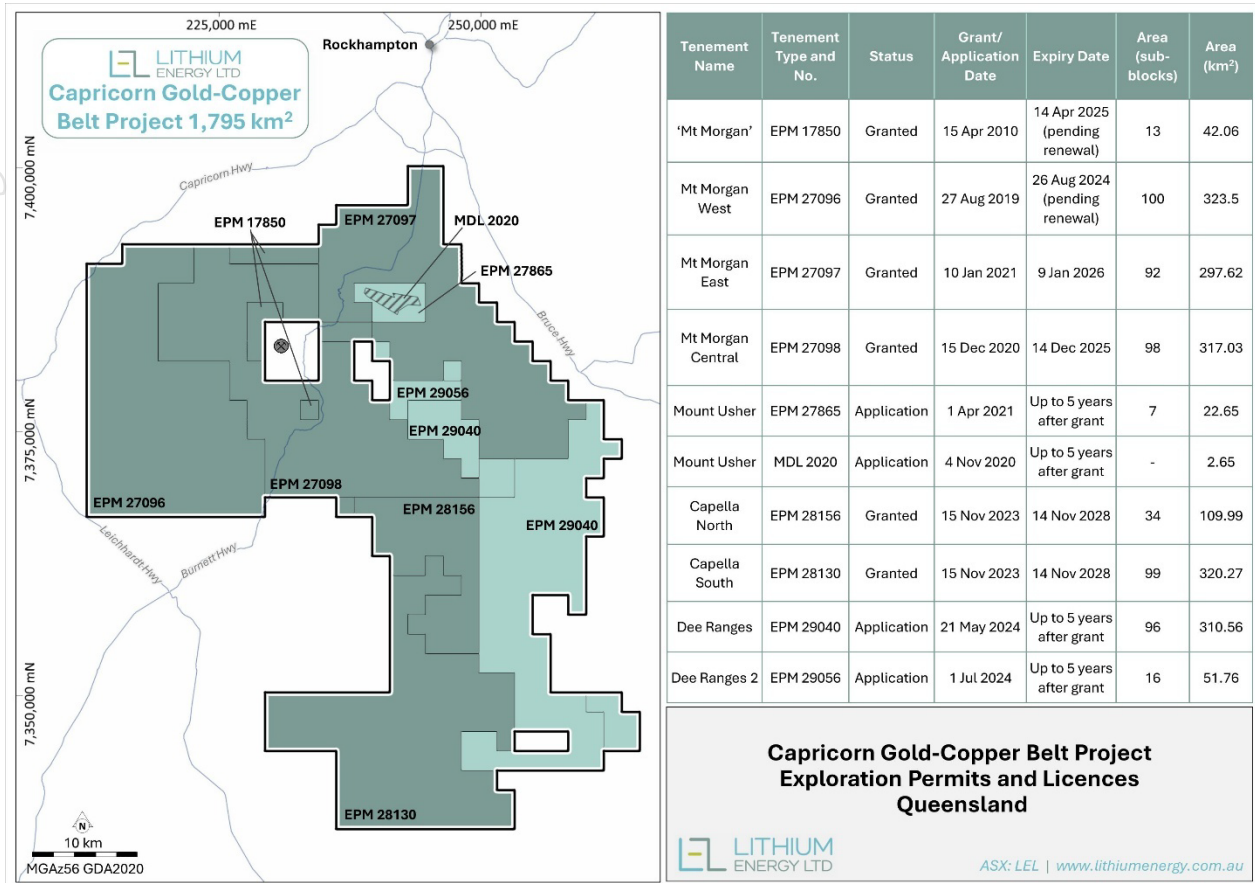 225,000 mE
250,000 mE
Rockhampton
LITHIUM
ENERGY LTD
Capricorn Gold-Copper
Belt Project 1,795 km²
7,400,000 mN
7,375,000 mN
7,350,000 mN
Capricorn Hwy
EPM 17850
EPM 27097
MDL 2020
EPM 27865
Bruce Hwy
EPM 29056
EPM 29040
EPM 27096
EPM 27098
EPM 28156
EPM 29040
Leichhardt Hwy
Burnett Hwy
EPM 28130
N
10 km
MGAz56 GDA2020
Tenement Name Tenement Type and No. Status Grant/ Application Date Expiry Date Area (sub-blocks) Area (km²)
‘Mt Morgan’ EPM 17850 Granted 15 Apr 2010 14 Apr 2025 (pending renewal) 13 42.06
Mt Morgan West EPM 27096 Granted 27 Aug 2019 26 Aug 2024 (pending renewal) 100 323.5
Mt Morgan East EPM 27097 Granted 10 Jan 2021 9 Jan 2026 92 297.62
Mt Morgan Central EPM 27098 Granted 15 Dec 2020 14 Dec 2025 98 317.03
Mount Usher EPM 27865 Application 1 Apr 2021 Up to 5 years after grant 7 22.65
Mount Usher MDL 2020 Application 4 Nov 2020 Up to 5 years after grant - 2.65
Capella North EPM 28156 Granted 15 Nov 2023 14 Nov 2028 34 109.99
Capella South EPM 28130 Granted 15 Nov 2023 14 Nov 2028 99 320.27
Dee Ranges EPM 29040 Application 21 May 2024 Up to 5 years after grant 96 310.56
Dee Ranges 2 EPM 29056 Application 1 Jul 2024 Up to 5 years after grant 16 51.76
Capricorn Gold-Copper Belt Project
Exploration Permits and Licences
Queensland
LITHIUM
ENERGY LTD
ASX: LEL | www.lithiumenergy.com.au